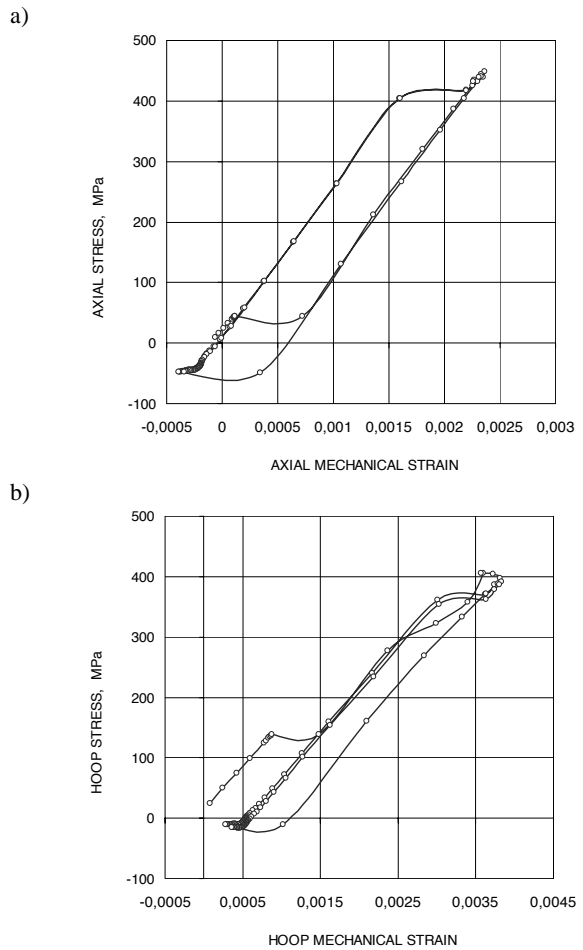 a)
500
400
300
200
100
0
-100
AXIAL STRESS, MPa
-0,0005 0 0,0005 0,001 0,0015 0,002 0,0025 0,003
AXIAL MECHANICAL STRAIN
b)
500
400
300
200
100
0
-100
HOOP STRESS, MPa
-0,0005 0,0005 0,0015 0,0025 0,0035 0,0045
HOOP MECHANICAL STRAIN